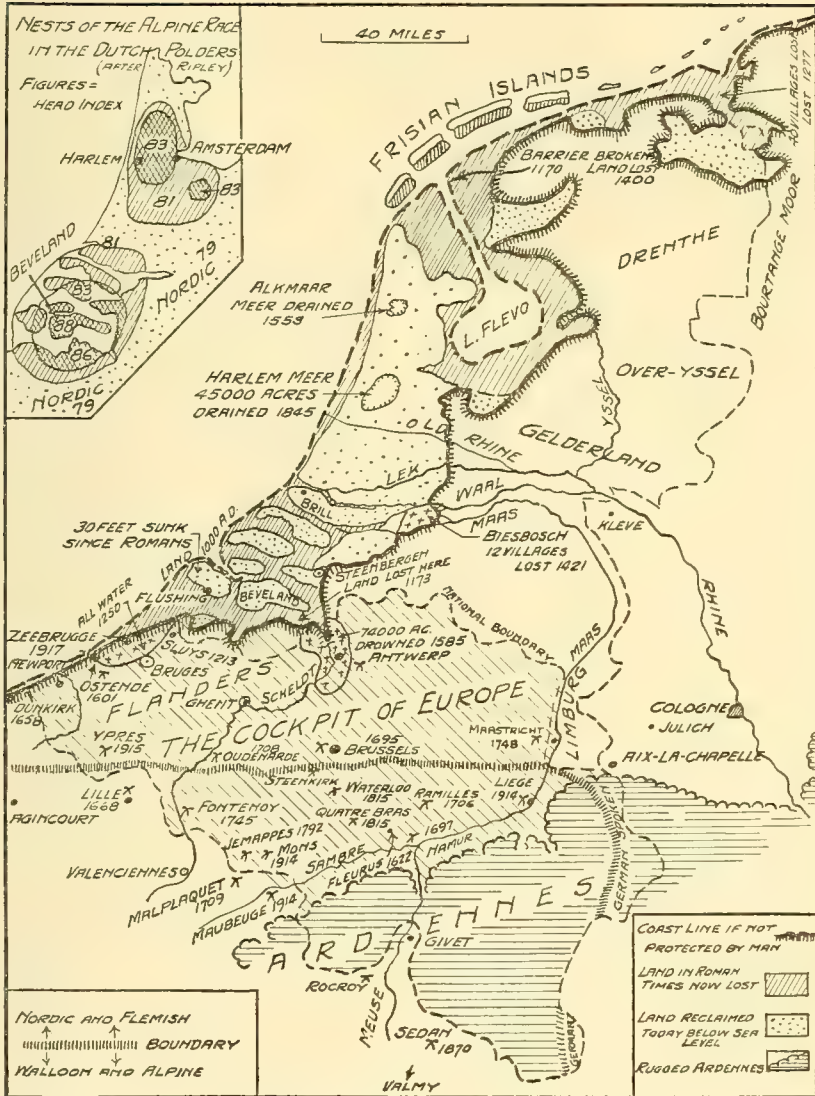 NESTS OF THE ALPINE RACE
IN THE DUTCH POLDERS
(AFTER RIPLEY)
FIGURES =
HEAD INDEX
83
HARLEM
AMSTERDAM
81
83
BEVELAND
81
79
NORDIC
83
88
86
NORDIC
79
40 MILES
FRISIAN ISLANDS
VILLAGES LOST
LOST 1277
BARRIER BROKEN
1170
LAND LOST
1400
DRENTHE
BOURTANGE MOOR
ALKMAAR
MEER DRAINED
1553
L. FLEVO
HARLEM MEER
45000 ACRES
DRAINED 1845
OVER-YSSEL
YSSEL
GELDERLAND
OLD RHINE
LEK
WAAL
BRILL
MAAS
KLEVE
BIESBOSCH
12 VILLAGES
LOST 1421
30 FEET SUNK
SINCE ROMANS
LAND 1000 A.D.
STEENBERGEN
LAND LOST HERE
1173
RHINE
FLUSHING
BEVELAND
ALL WATER
1250
NATIONAL BOUNDARY
ZEEBRUGGE
1917
SLUYS 1213
74000 AC.
DROWNED 1585
ANTWERP
MAAS
NEWPORT
BRUGES
OSTENDE
1601
FLANDERS
GHENT
SCHELDT
DUNKIRK
1658
LIMBURG
COLOGNE
JULICH
THE COCKPIT OF EUROPE
YPRES
1915
1708
OUDENARDE
1695
BRUSSELS
MAASTRICHT
1748
AIX-LA-CHAPELLE
STEENKIRK
LILLE
1668
WATERLOO
1815
RAMILLES
1706
LIEGE
1914
AGINCOURT
FONTENOY
1745
QUATRE BRAS
1815
JEMAPPES 1792
MONS
1914
1697
NAMUR
SAMBRE
FLEURUS 1622
GERMAN SPOKEN
VALENCIENNES
MALPLAQUET
1709
MAUBEUGE 1914
ARDENNES
GIVET
ROCROY
MEUSE
SEDAN
1870
GERMAN
VALMY
NORDIC AND FLEMISH
BOUNDARY
WALLOON AND ALPINE
COAST LINE IF NOT
PROTECTED BY MAN
LAND IN ROMAN
TIMES NOW LOST
LAND RECLAIMED
TODAY BELOW SEA
LEVEL
RUGGED ARDENNES